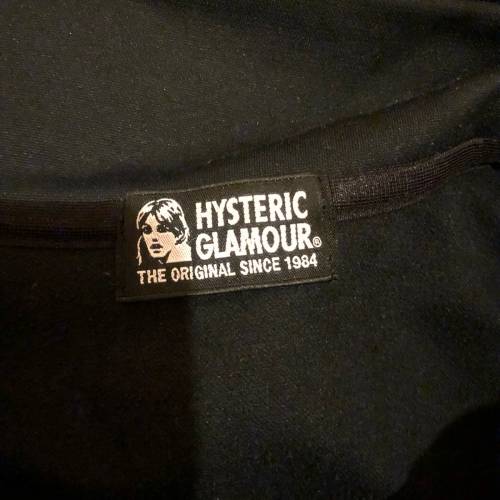 HYSTERIC
GLAMOUR®
THE ORIGINAL SINCE 1984